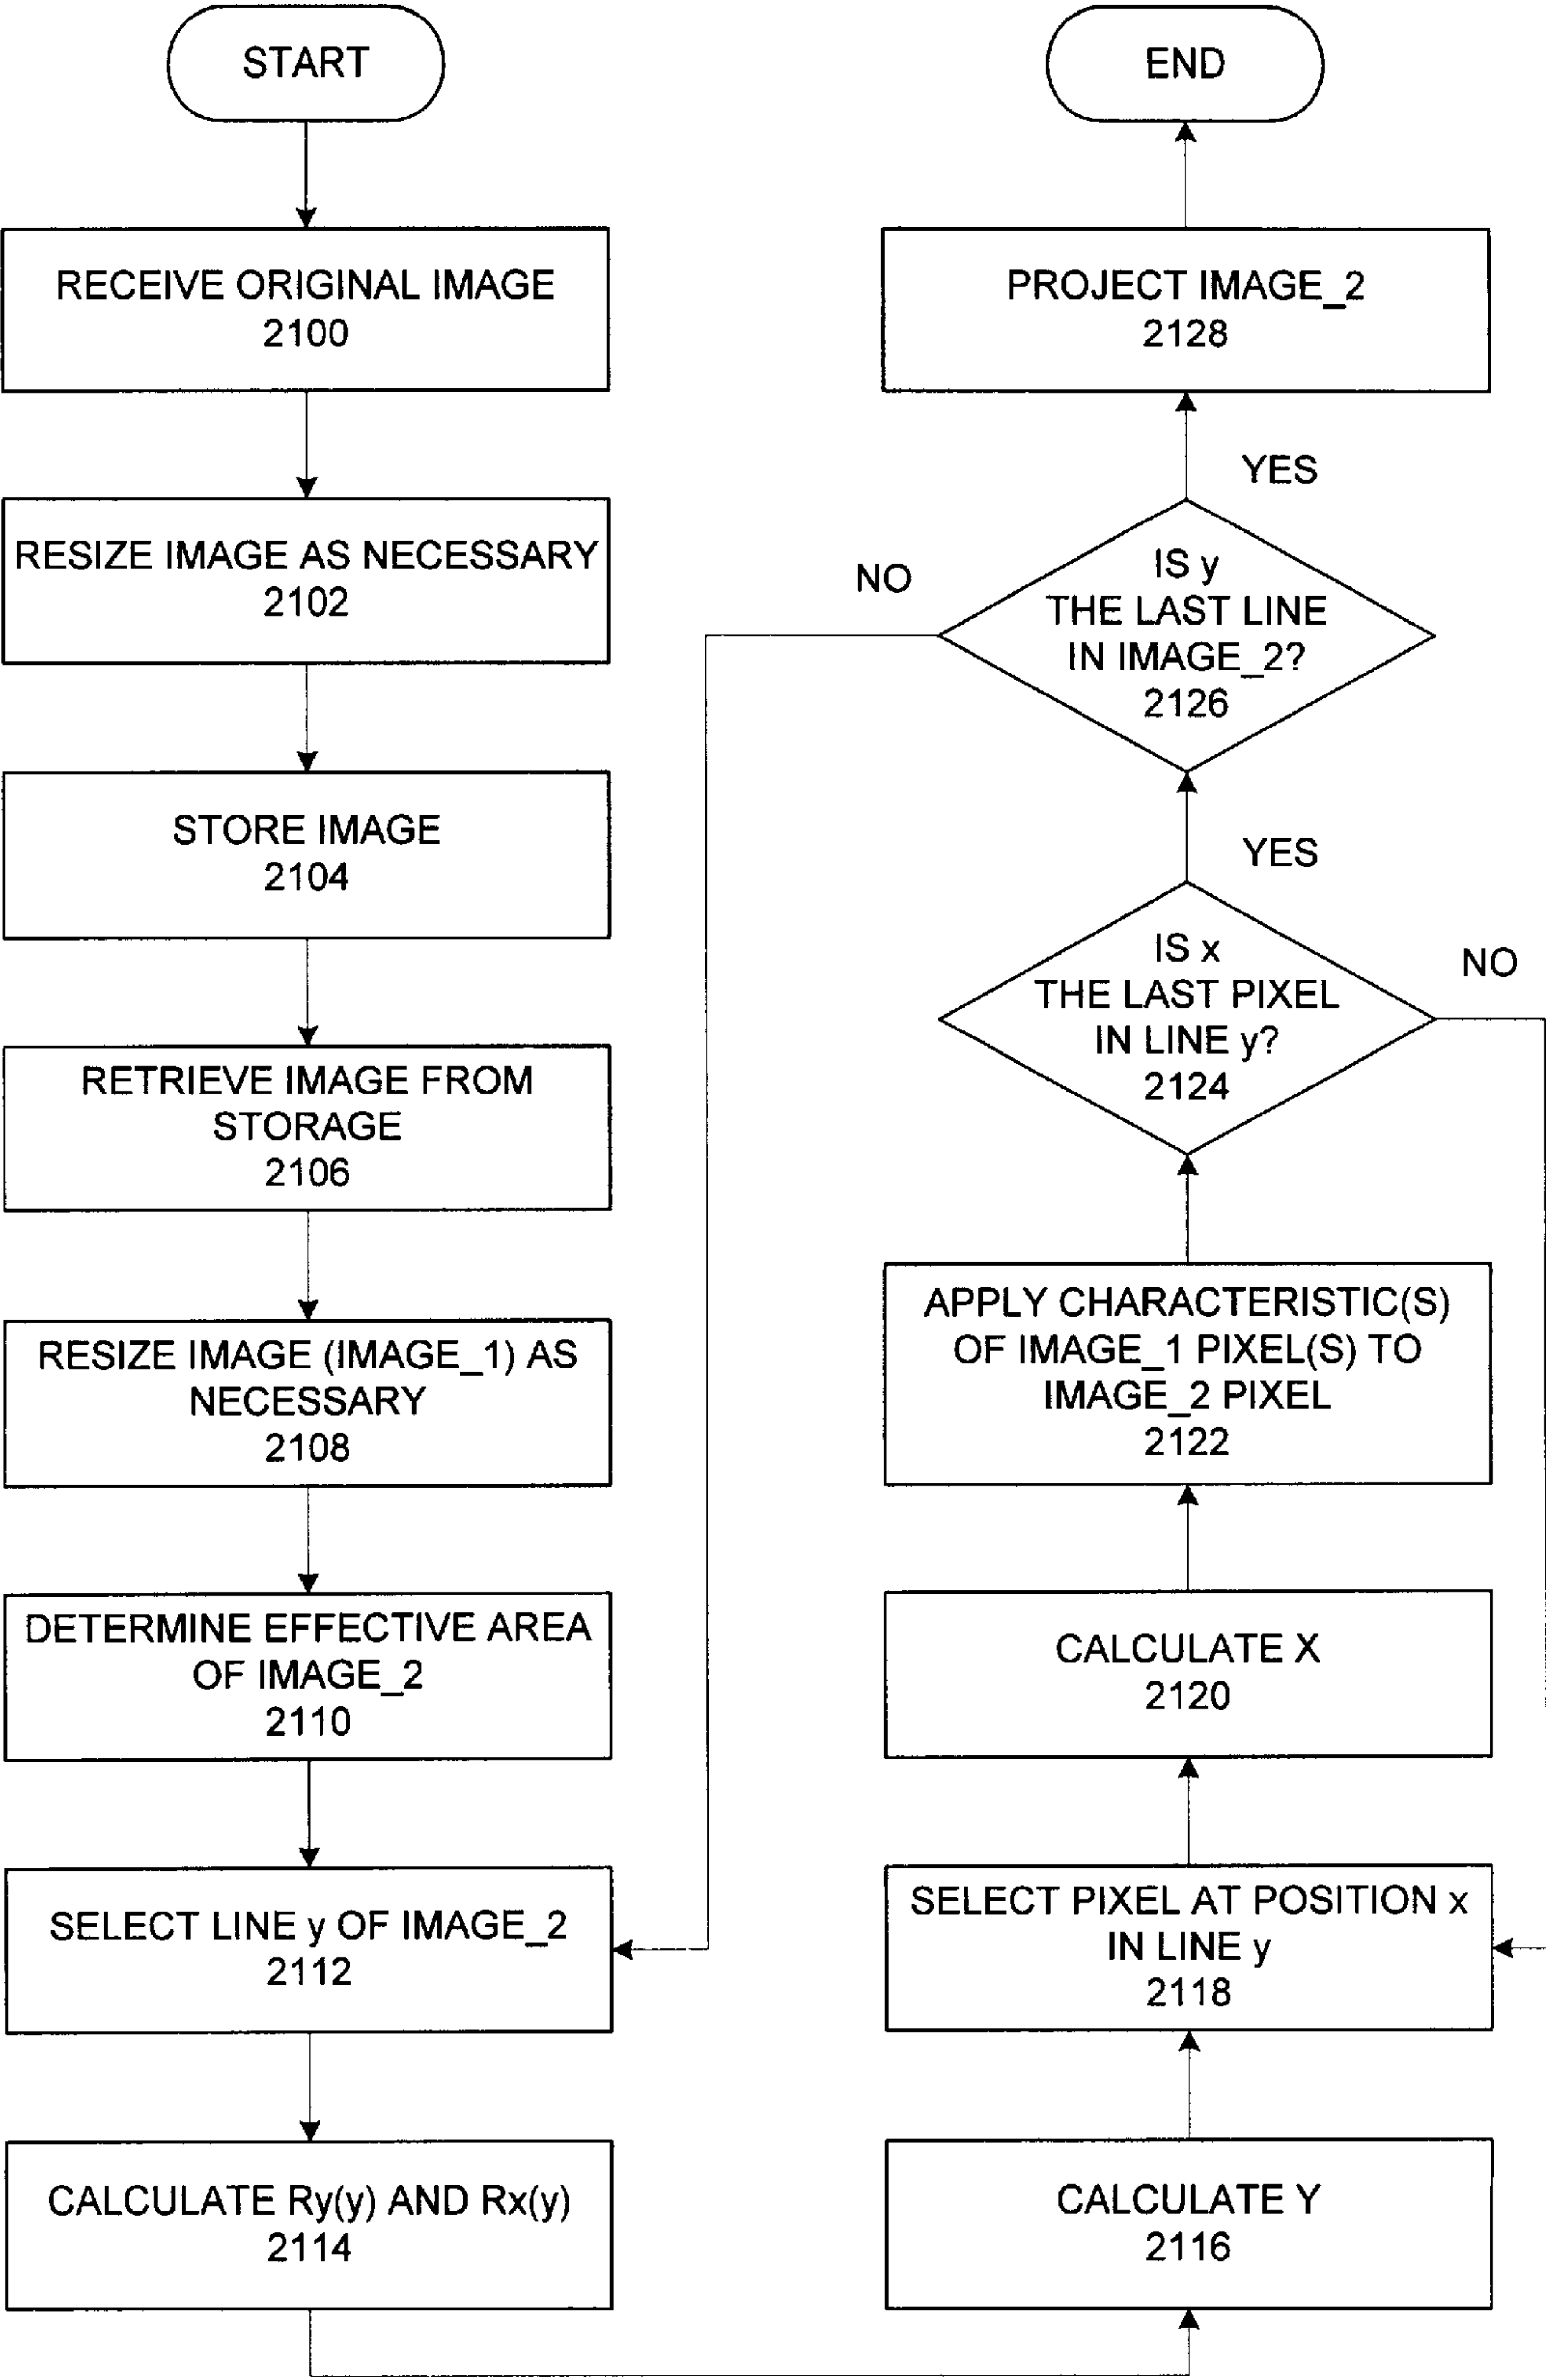 START
RECEIVE ORIGINAL IMAGE
2100
RESIZE IMAGE AS NECESSARY
2102
STORE IMAGE
2104
RETRIEVE IMAGE FROM
STORAGE
2106
RESIZE IMAGE (IMAGE_1) AS
NECESSARY
2108
DETERMINE EFFECTIVE AREA
OF IMAGE_2
2110
SELECT LINE y OF IMAGE_2
2112
CALCULATE Ry(y) AND Rx(y)
2114
CALCULATE Y
2116
SELECT PIXEL AT POSITION x
IN LINE y
2118
CALCULATE X
2120
APPLY CHARACTERISTIC(S)
OF IMAGE_1 PIXEL(S) TO
IMAGE_2 PIXEL
2122
IS x
THE LAST PIXEL
IN LINE y?
2124
NO
YES
IS y
THE LAST LINE
IN IMAGE_2?
2126
NO
YES
PROJECT IMAGE_2
2128
END